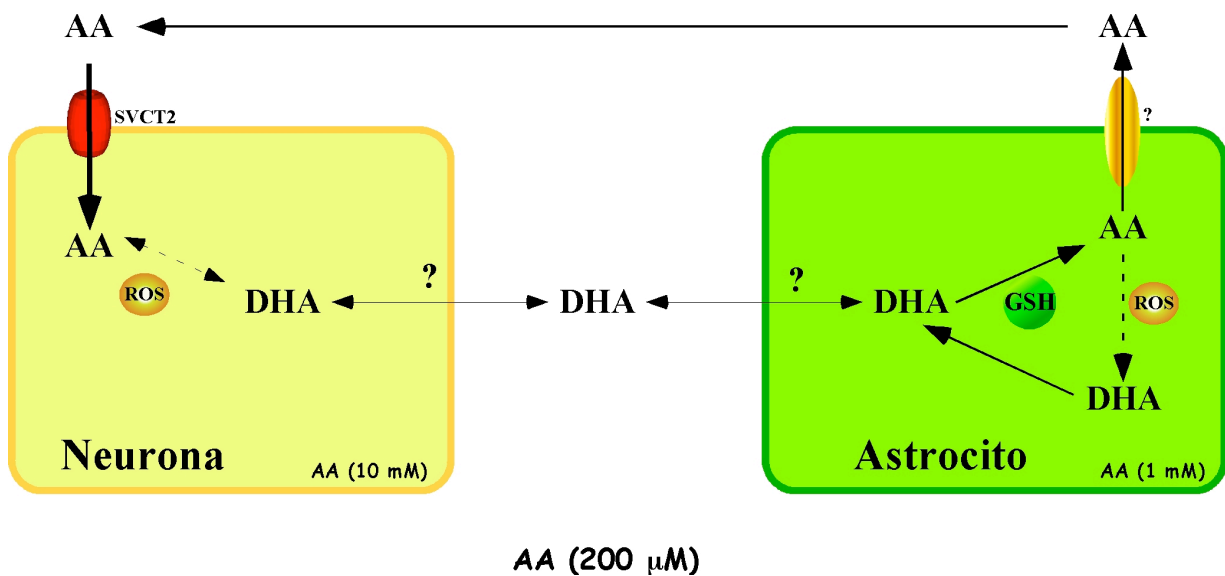 AA
AA
SVCT2
?
AA
AA
ROS
DHA
?
DHA
?
DHA
GSH
ROS
DHA
Neurona
AA (10 mM)
Astrocito
AA (1 mM)
AA (200 μM)